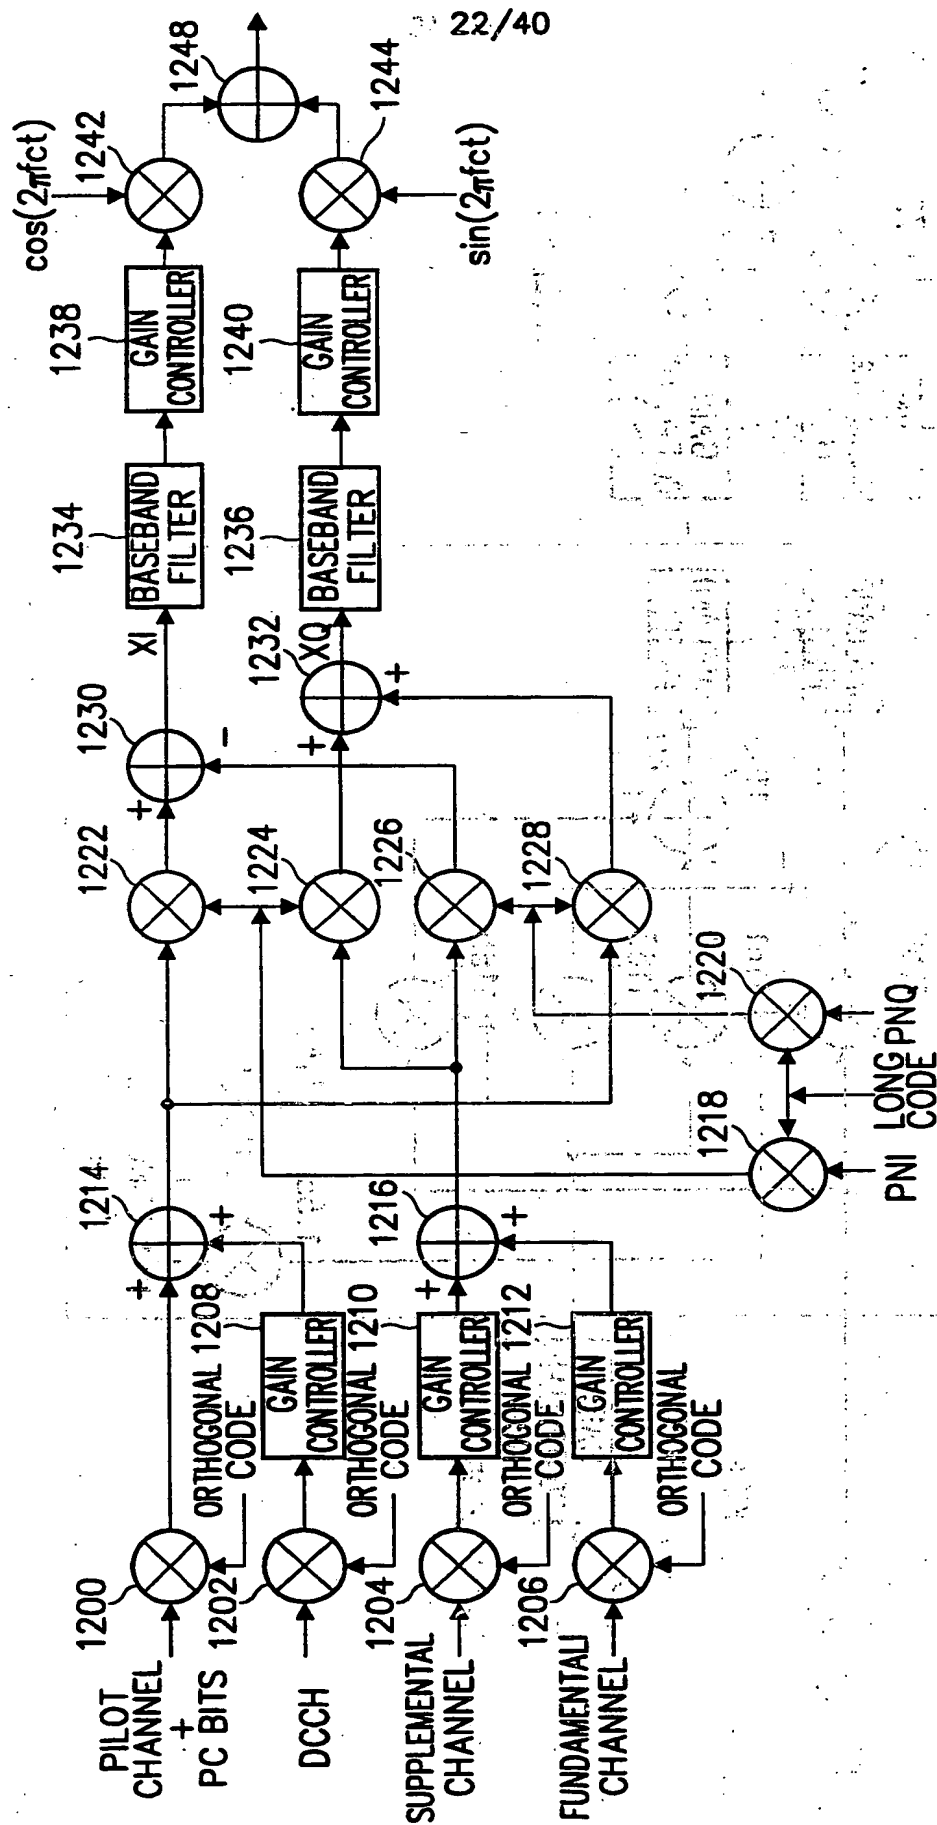 22/40
PILOT
CHANNEL
+
PC BITS
1200
ORTHOGONAL
CODE
DCCH
1202
1208
GAIN
CONTROLLER
ORTHOGONAL
CODE
SUPPLEMENTAL
CHANNEL
1204
1210
GAIN
CONTROLLER
ORTHOGONAL
CODE
FUNDAMENTALI
CHANNEL
1206
1212
GAIN
CONTROLLER
ORTHOGONAL
CODE
1214
+
+
1216
+
+
1218
PNI
LONG
CODE
PNQ
1220
1222
1224
1226
1228
1230
+
-
1232
+
+
XI
XQ
1234
BASEBAND
FILTER
1236
BASEBAND
FILTER
1238
GAIN
CONTROLLER
1240
GAIN
CONTROLLER
cos(2πfct)
1242
sin(2πfct)
1244
1248